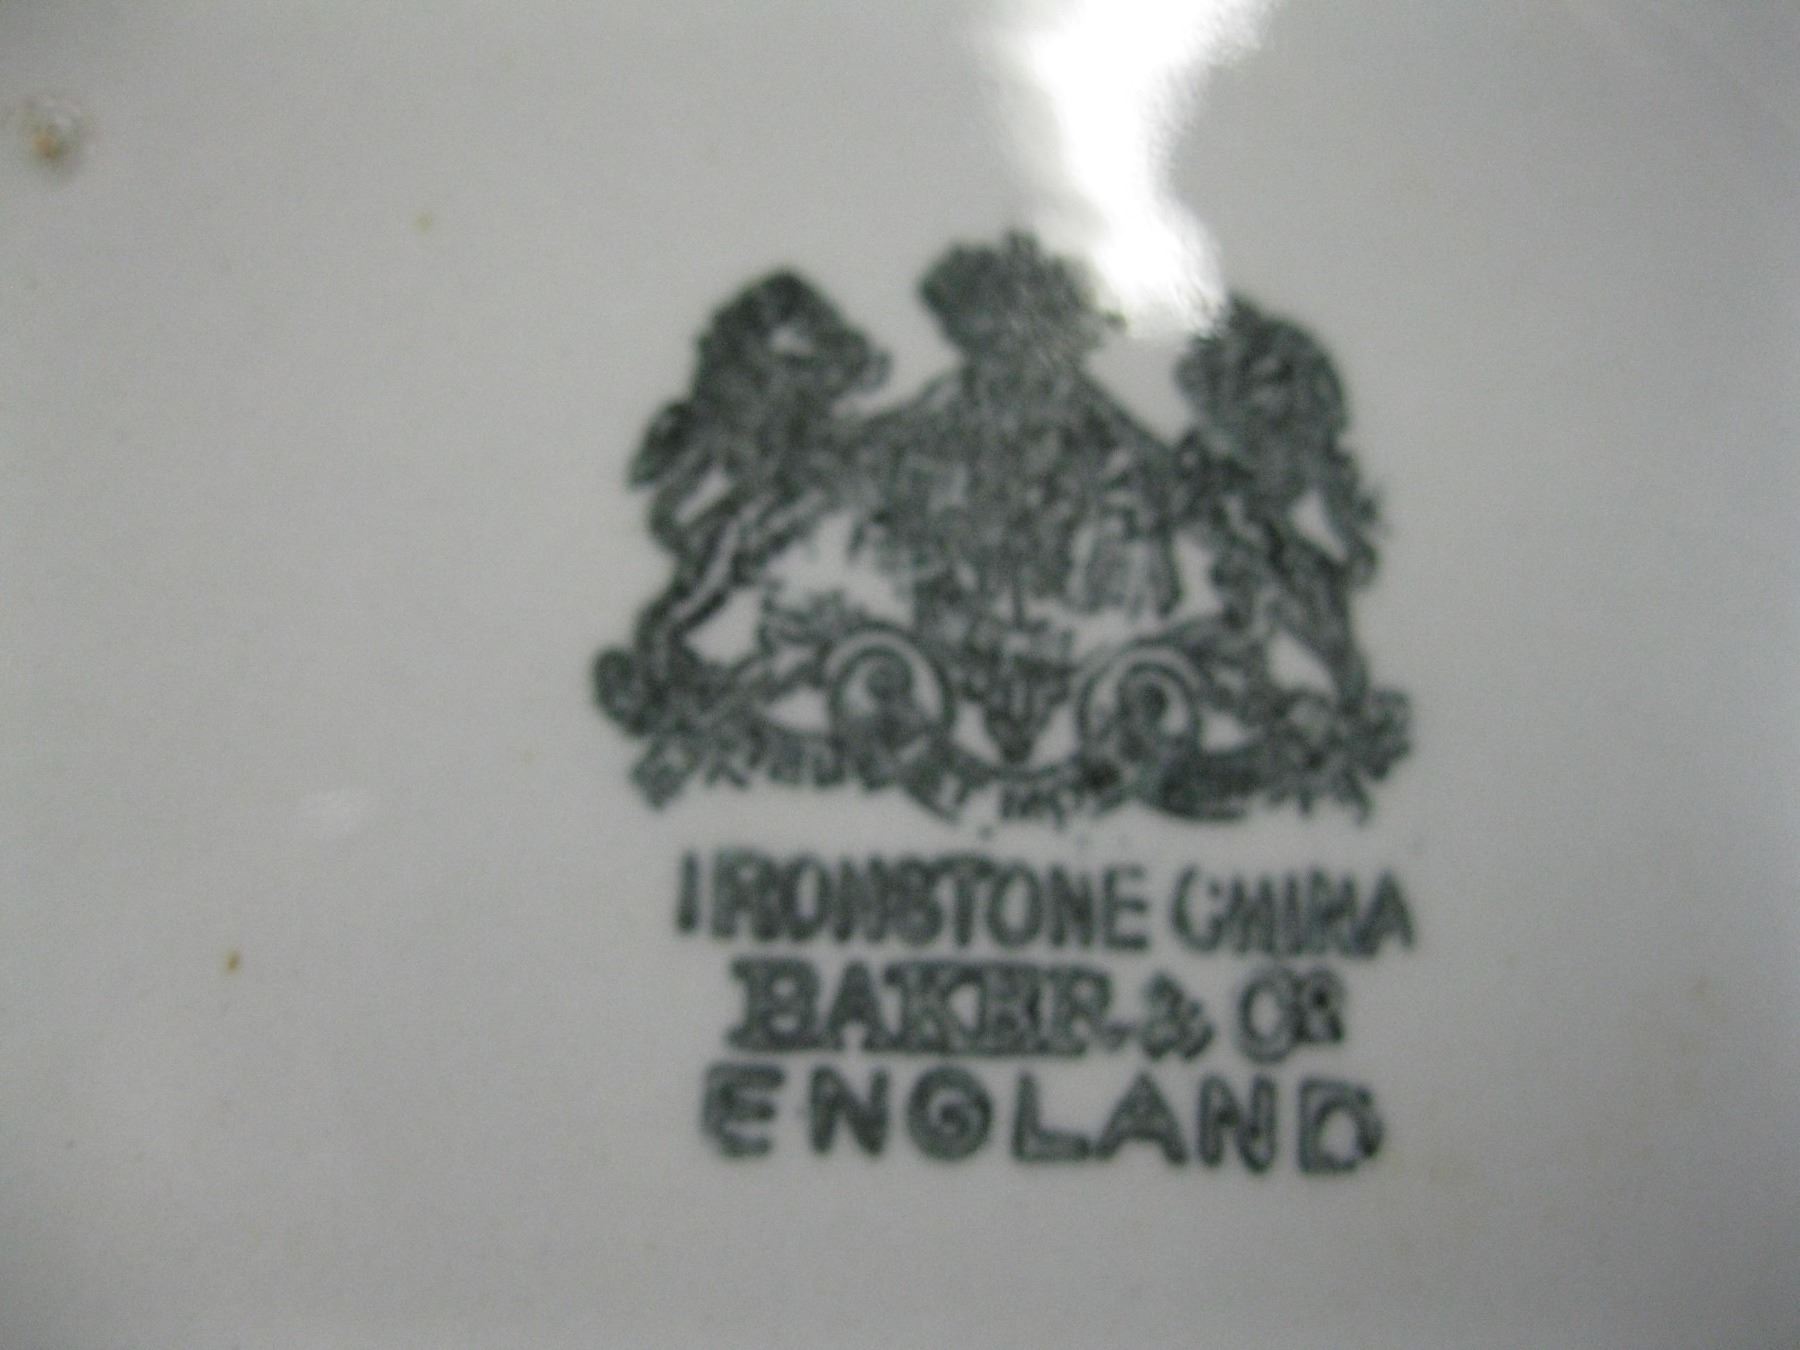 IRONSTONE CHINA
BAKER & Co
ENGLAND